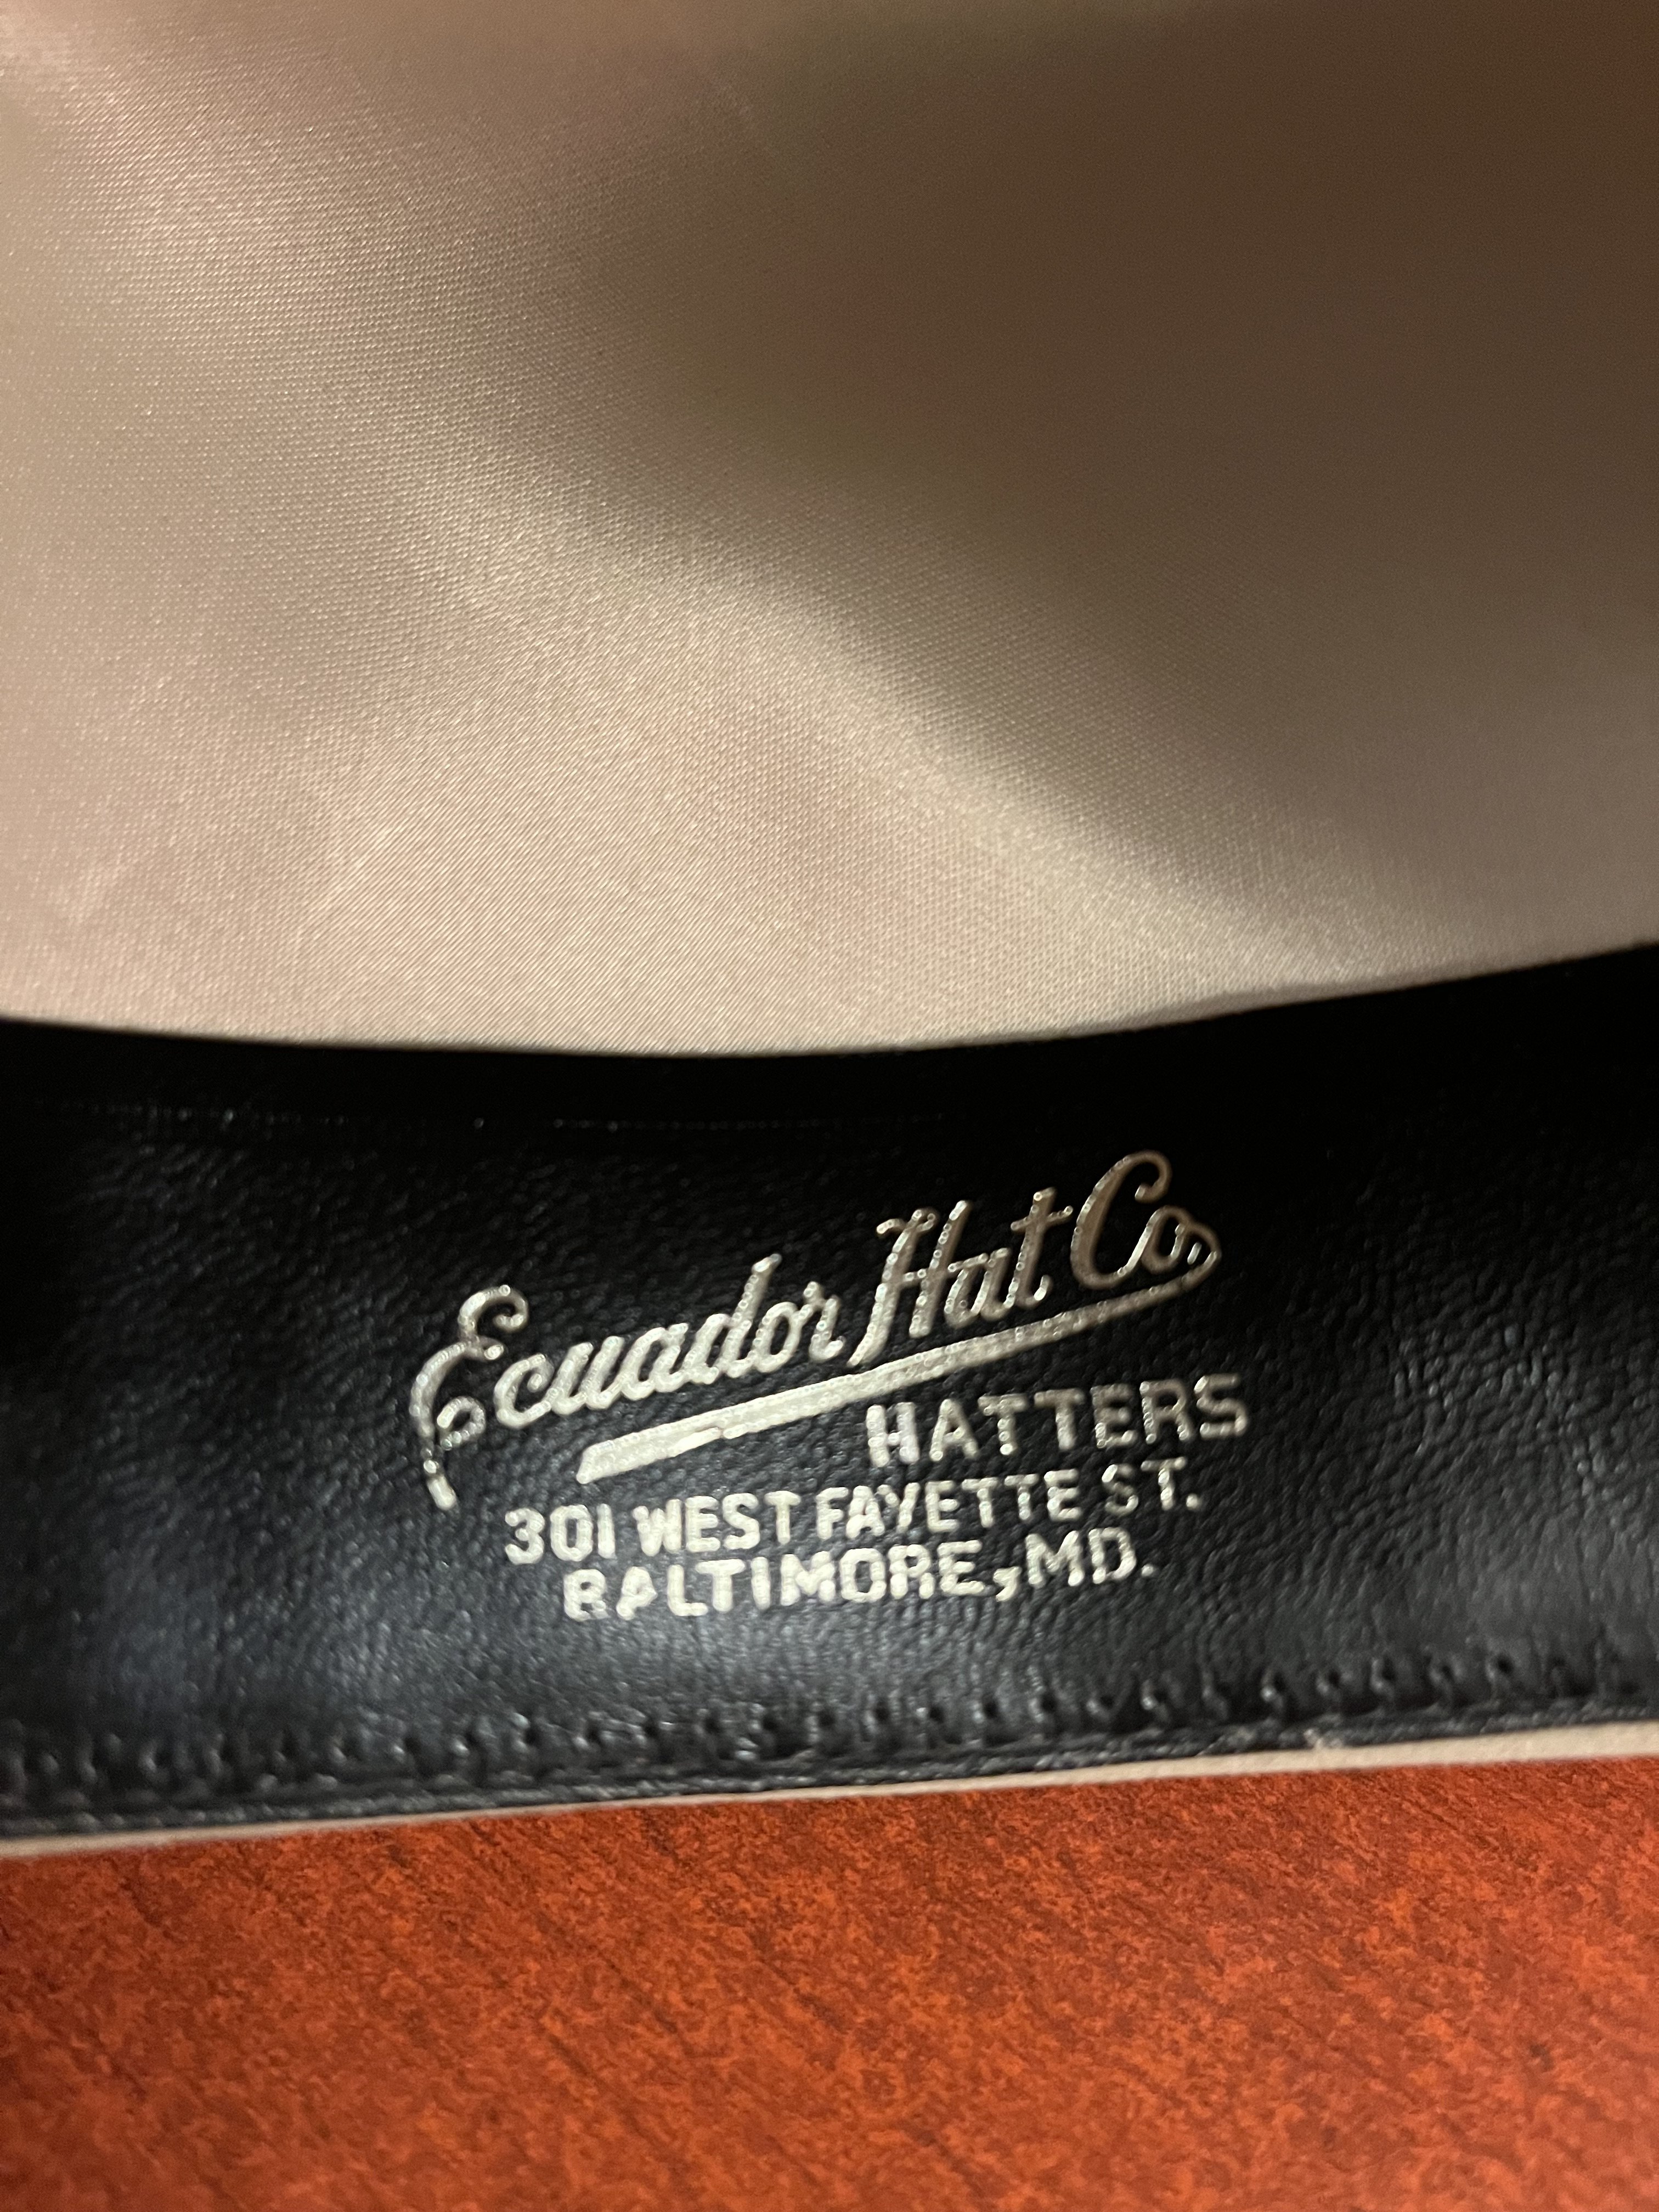 Ecuador Hat Co.
HATTERS
301 WEST FAYETTE ST.
BALTIMORE, MD.